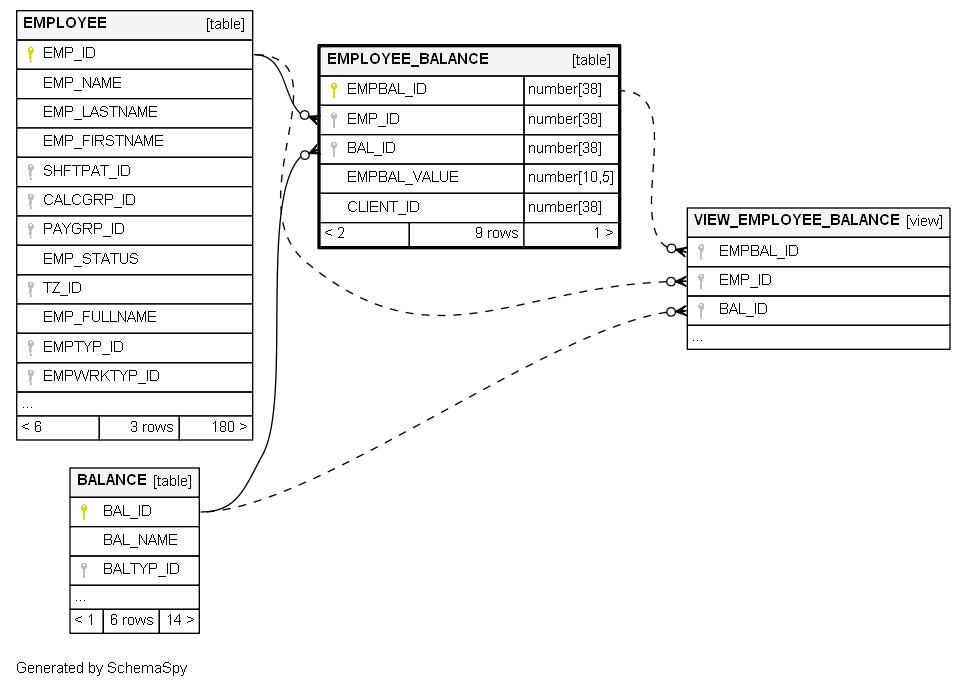 EMPLOYEE [table]
EMP_ID
EMP_NAME
EMP_LASTNAME
EMP_FIRSTNAME
SHFTPAT_ID
CALCGRP_ID
PAYGRP_ID
EMP_STATUS
TZ_ID
EMP_FULLNAME
EMPTYP_ID
EMPWRKTYP_ID
...
< 6 3 rows 180 >
EMPLOYEE_BALANCE [table]
EMPBAL_ID number[38]
EMP_ID number[38]
BAL_ID number[38]
EMPBAL_VALUE number[10,5]
CLIENT_ID number[38]
< 2 9 rows 1 >
VIEW_EMPLOYEE_BALANCE [view]
EMPBAL_ID
EMP_ID
BAL_ID
...
BALANCE [table]
BAL_ID
BAL_NAME
BALTYP_ID
...
< 1 6 rows 14 >
Generated by SchemaSpy